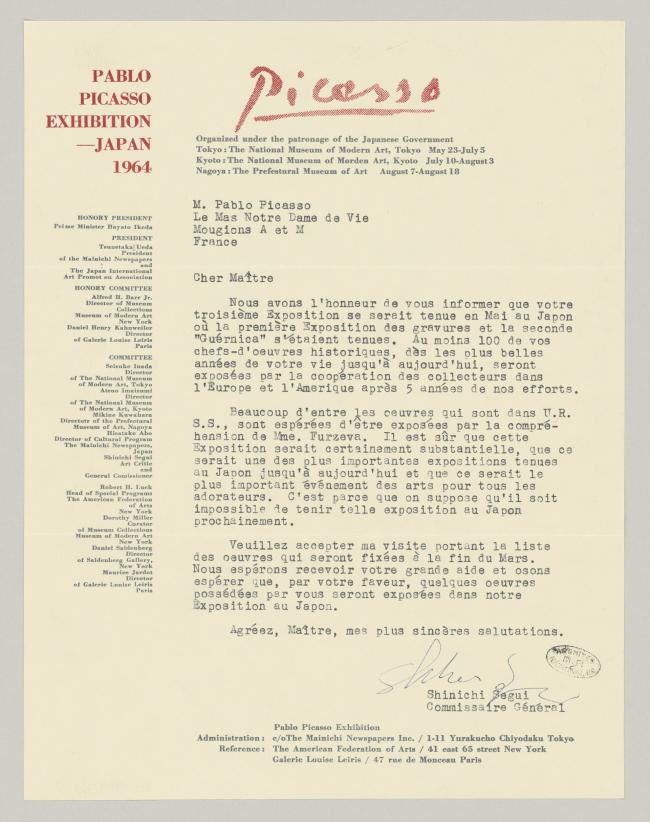 PABLO
PICASSO
EXHIBITION
—JAPAN
1964
Picasso
Organized under the patronage of the Japanese Government
Tokyo : The National Museum of Modern Art, Tokyo May 23-July 5
Kyoto : The National Museum of Morden Art, Kyoto July 10-August 3
Nagoya : The Prefestural Museum of Art August 7-August 18
HONORY PRESIDENT
Prime Minister Hayato Ikeda
PRESIDENT
Tsunetaka Ueda
President
of the Mainichi Newspapers
and
The Japan International
Art Promot on Association
HONORY COMMITTEE
Alfred H. Barr Jr.
Director of Museum
Collections
Museum of Modern Art
New York
Daniel Henry Kahnweiler
Director
of Galerie Louise Leiris
Paris
COMMITTEE
Seisuke Inada
Director
of The National Museum
of Modern Art, Tokyo
Atsuo Imaizumi
Director
of The National Museum
of Modern Art, Kyoto
Mikine Kuwahara
Directorv of the Prefectural
Museum of Art, Nagoya
Hisatake Abo
Director of Cultural Program
The Mainichi Newspapers,
Japan
Shinichi Segui
Art Critic
and
General Comissioner
Robert H. Luck
Head of Special Programs
The American Federation
of Arts
New York
Dorothy Miller
Curator
of Museum Collections
Museum of Modern Art
New York
Daniel Saidenberg
Director
of Saidenberg Gallery,
New York
Maurice Jardot
Director
of Galerie Louise Leiris
Paris
M. Pablo Picasso
Le Mas Notre Dame de Vie
Mougions A et M
France
Cher Maître
Nous avons l'honneur de vous informer que votre
troisième Exposition se serait tenue en Mai au Japon
où la première Exposition des gravures et la seconde
"Guérnica" s'étaient tenues. Au moins 100 de vos
chefs-d'oeuvres historiques, dès les plus belles
années de votre vie jusqu'à aujourd'hui, seront
exposées par la coopération des collecteurs dans
l'Europe et l'Amerique après 5 années de nos efforts.
Beaucoup d'entre les oeuvres qui sont dans U.R.
S.S., sont espérées d'être exposées par la compré-
hension de Mme. Furzeva. Il est sûr que cette
Exposition serait certainement substantielle, que ce
serait une des plus importantes expositions tenues
au Japon jusqu'à aujourd'hui et que ce serait le
plus important événement des arts pour tous les
adorateurs. C'est parce que on suppose qu'il soit
impossible de tenir telle exposition au Japon
prochainement.
Veuillez accepter ma visite portant la liste
des oeuvres qui seront fixées à la fin du Mars.
Nous espérons recevoir votre grande aide et osons
espérer que, par votre faveur, quelques oeuvres
possédées par vous seront exposées dans notre
Exposition au Japon.
Agréez, Maître, mes plus sincères salutations.
Shinichi Segui
Commissaire Général
Pablo Picasso Exhibition
Administration : c/oThe Mainichi Newspapers Inc. / 1-11 Yurakucho Chiyodaku Tokyo
Reference : The American Federation of Arts / 41 east 65 street New York
Galerie Louise Leiris / 47 rue de Monceau Paris